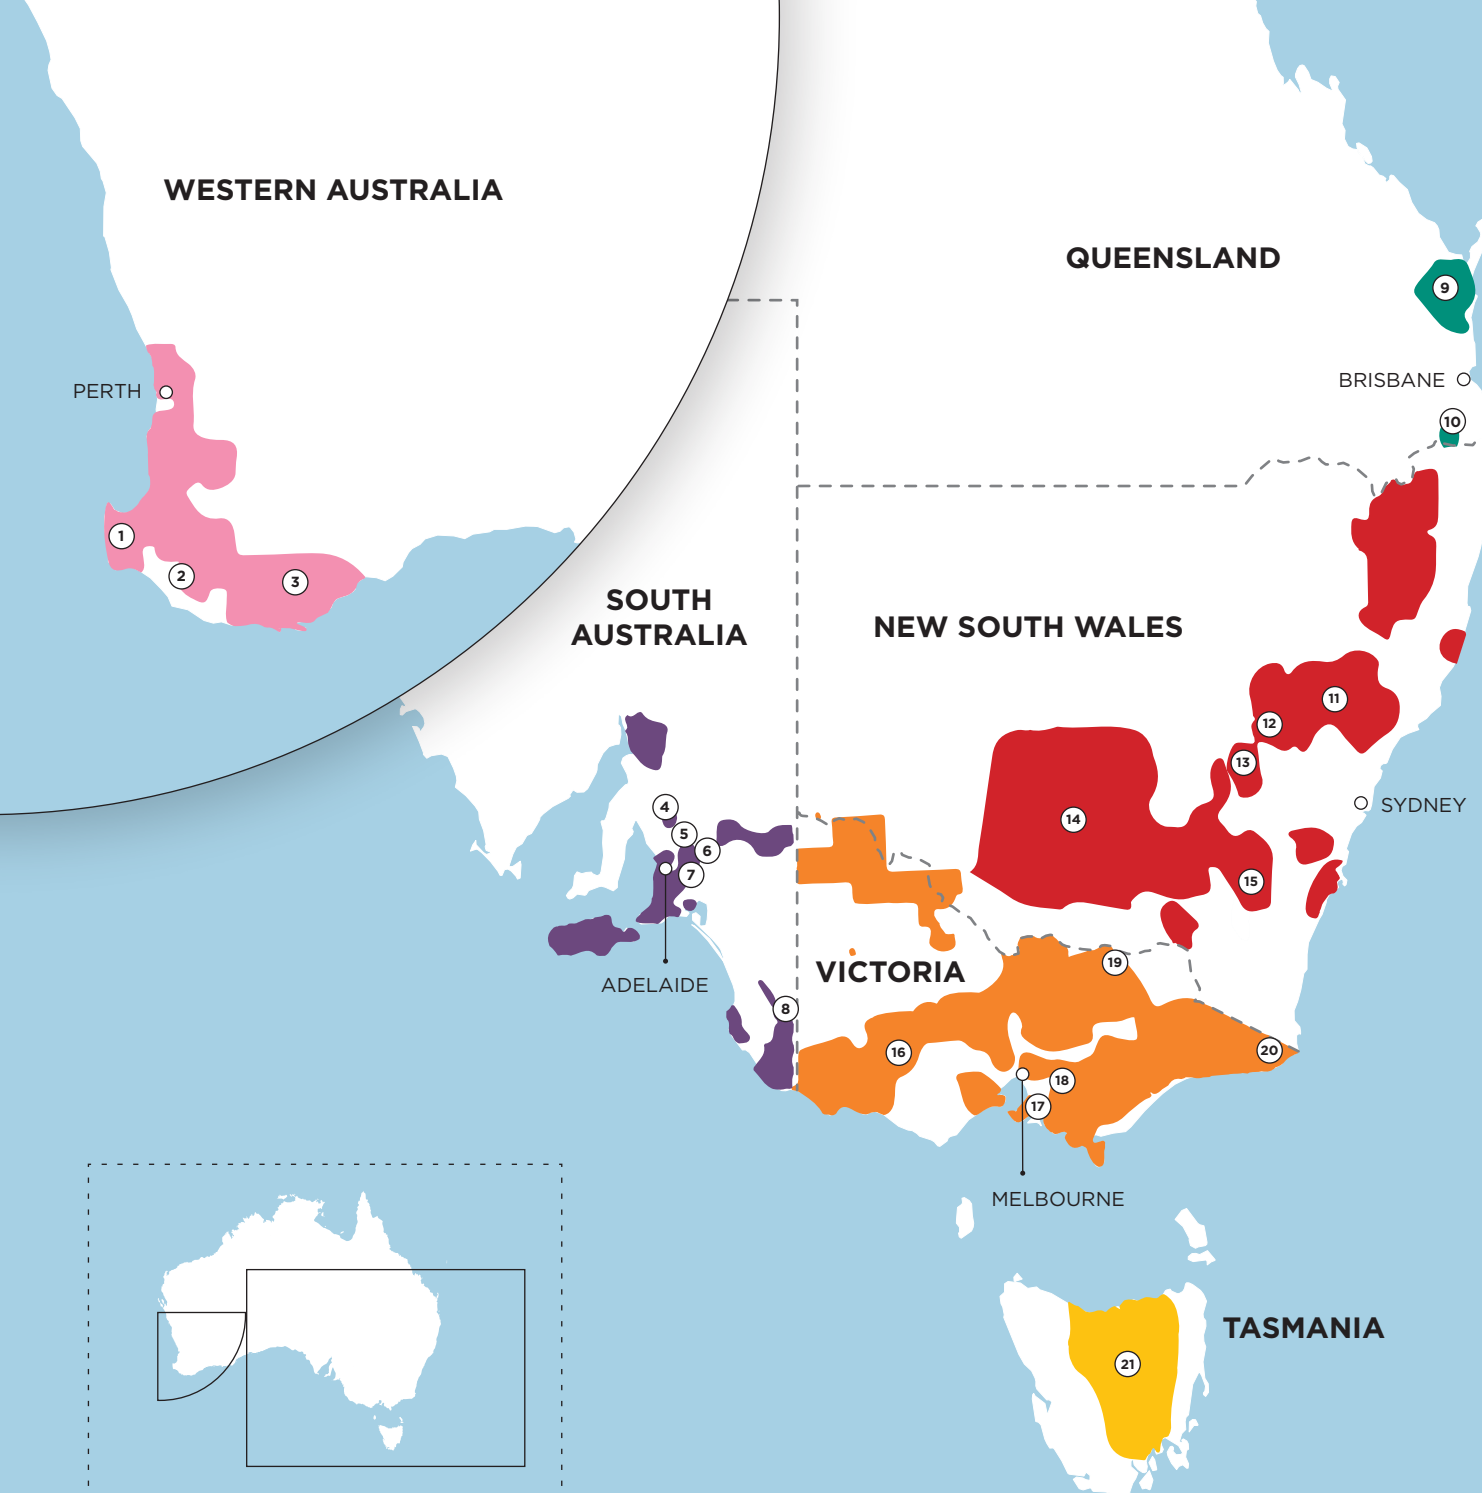 WESTERN AUSTRALIA
QUEENSLAND
9
PERTH
BRISBANE
10
1
2
3
SOUTH
AUSTRALIA
NEW SOUTH WALES
11
12
13
4
SYDNEY
14
5
6
7
15
VICTORIA
19
ADELAIDE
8
16
20
18
17
MELBOURNE
TASMANIA
21